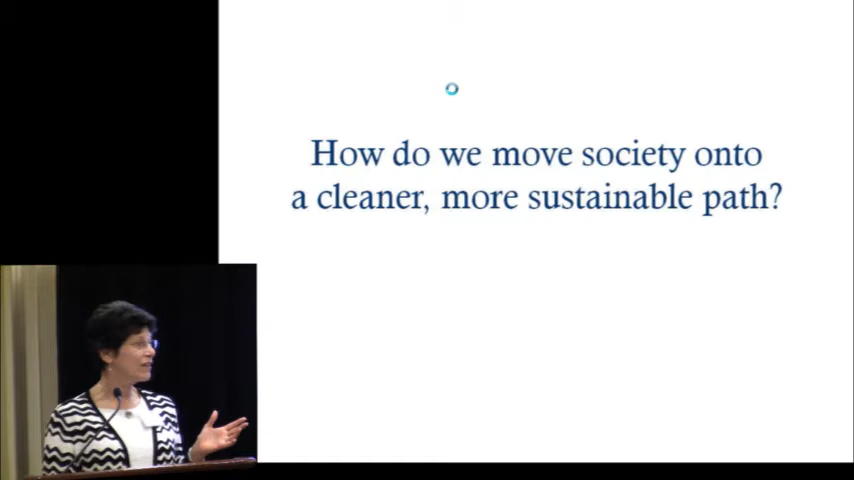 How do we move society onto
a cleaner, more sustainable path?